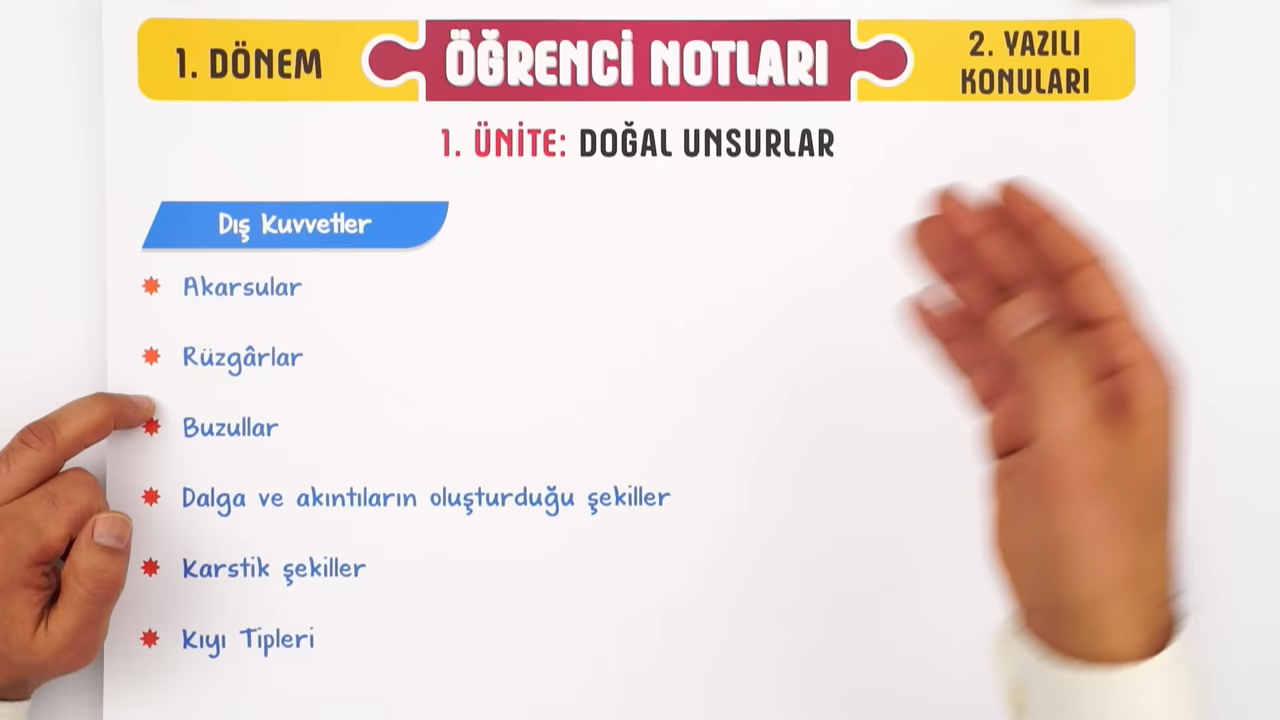 1. DÖNEM
ÖĞRENCİ NOTLARI
2. YAZILI
KONULARI
1. ÜNİTE: DOĞAL UNSURLAR
Dış Kuvvetler
Akarsular
Rüzgârlar
Buzullar
Dalga ve akıntıların oluşturduğu şekiller
Karstik şekiller
Kıyı Tipleri